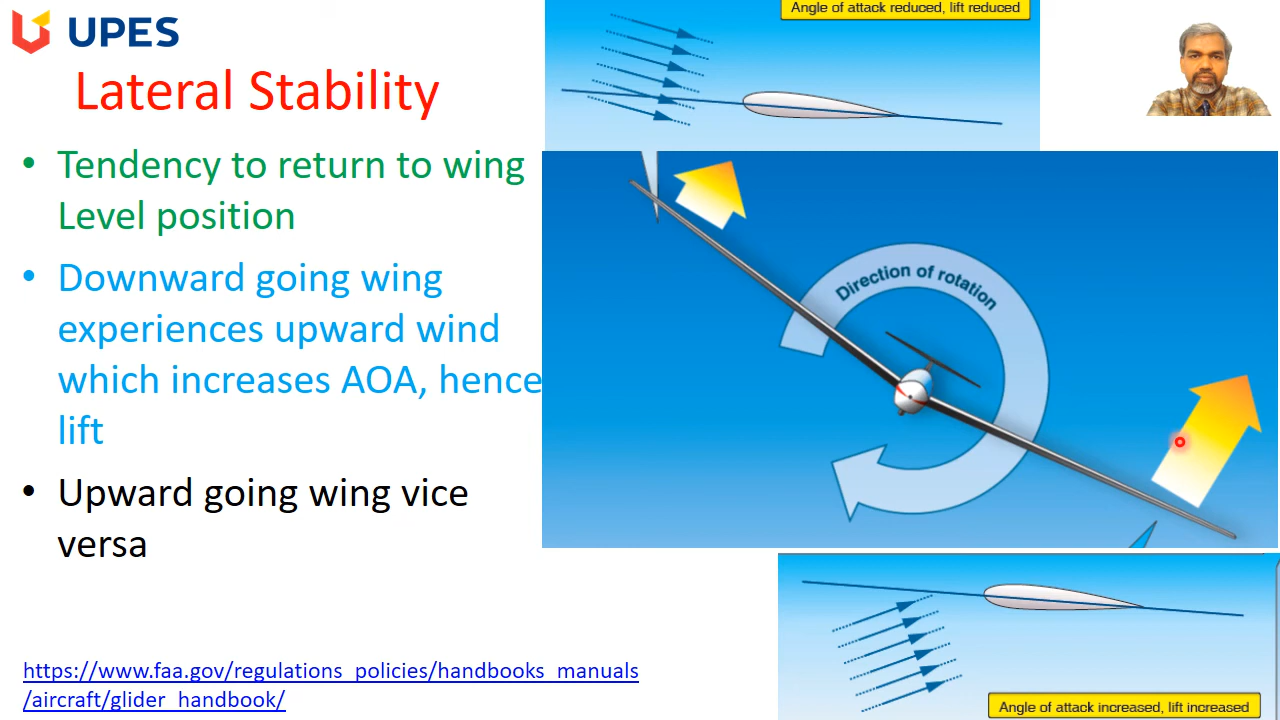 UPES
Lateral Stability
• Tendency to return to wing
Level position
• Downward going wing
experiences upward wind
which increases AOA, hence
lift
• Upward going wing vice
versa
https://www.faa.gov/regulations_policies/handbooks_manuals
/aircraft/glider_handbook/
Angle of attack reduced, lift reduced
Direction of rotation
Angle of attack increased, lift increased